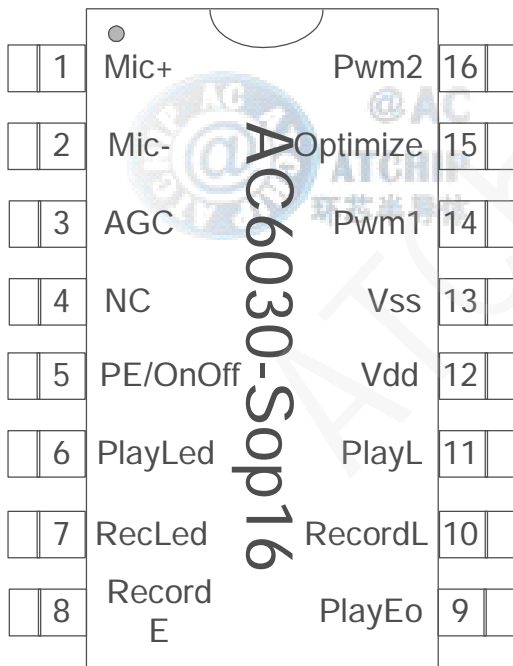 1 Mic+ Pwm2 16
@ AC
2 Mic- Optimize 15
ATCHIP
3 AGC Pwm1 14
4 NC Vss 13
5 PE/OnOff Vdd 12
6 PlayLed PlayL 11
7 RecLed RecordL 10
8 Record E PlayEo 9
AC6030-Sop16